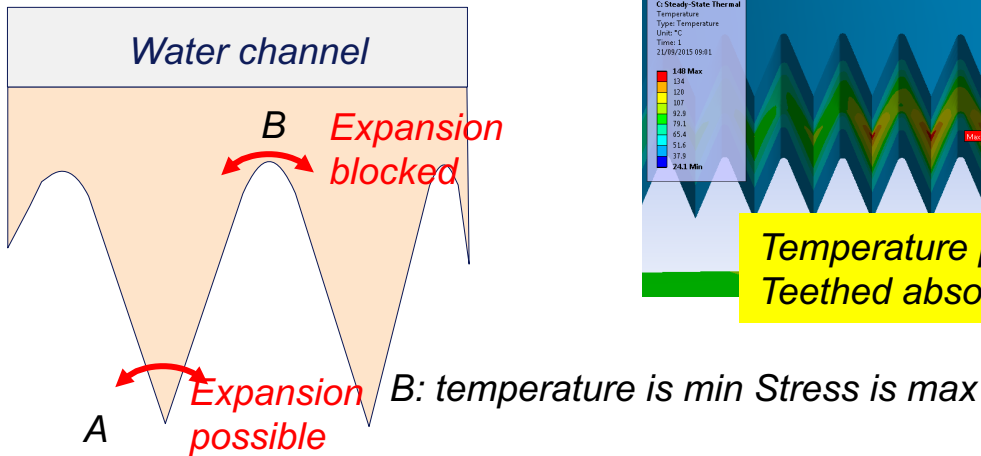 Water channel
B
Expansion
blocked
A
Expansion
possible
B: temperature is min Stress is max
C: Steady-State Thermal
Temperature
Type: Temperature
Unit: °C
Time: 1
21/09/2015 09:01
148 Max
134
120
107
92.9
79.1
65.4
51.6
37.9
24.1 Min
Max
Temperature p
Teethed abso